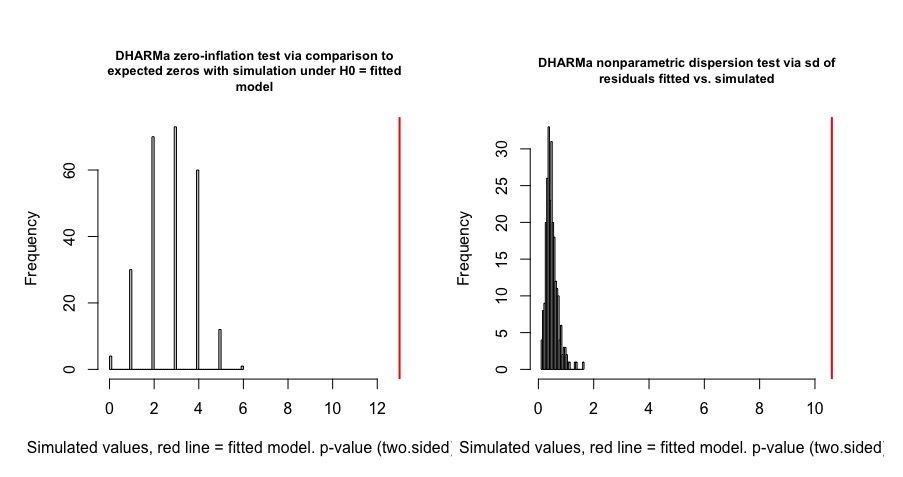 DHARMa zero-inflation test via comparison to
expected zeros with simulation under H0 = fitted
model
Frequency
60
40
20
0
0 2 4 6 8 10 12
Simulated values, red line = fitted model. p-value (two.sided)
DHARMa nonparametric dispersion test via sd of
residuals fitted vs. simulated
Frequency
30
25
20
15
10
5
0
0 2 4 6 8 10
Simulated values, red line = fitted model. p-value (two.sided)